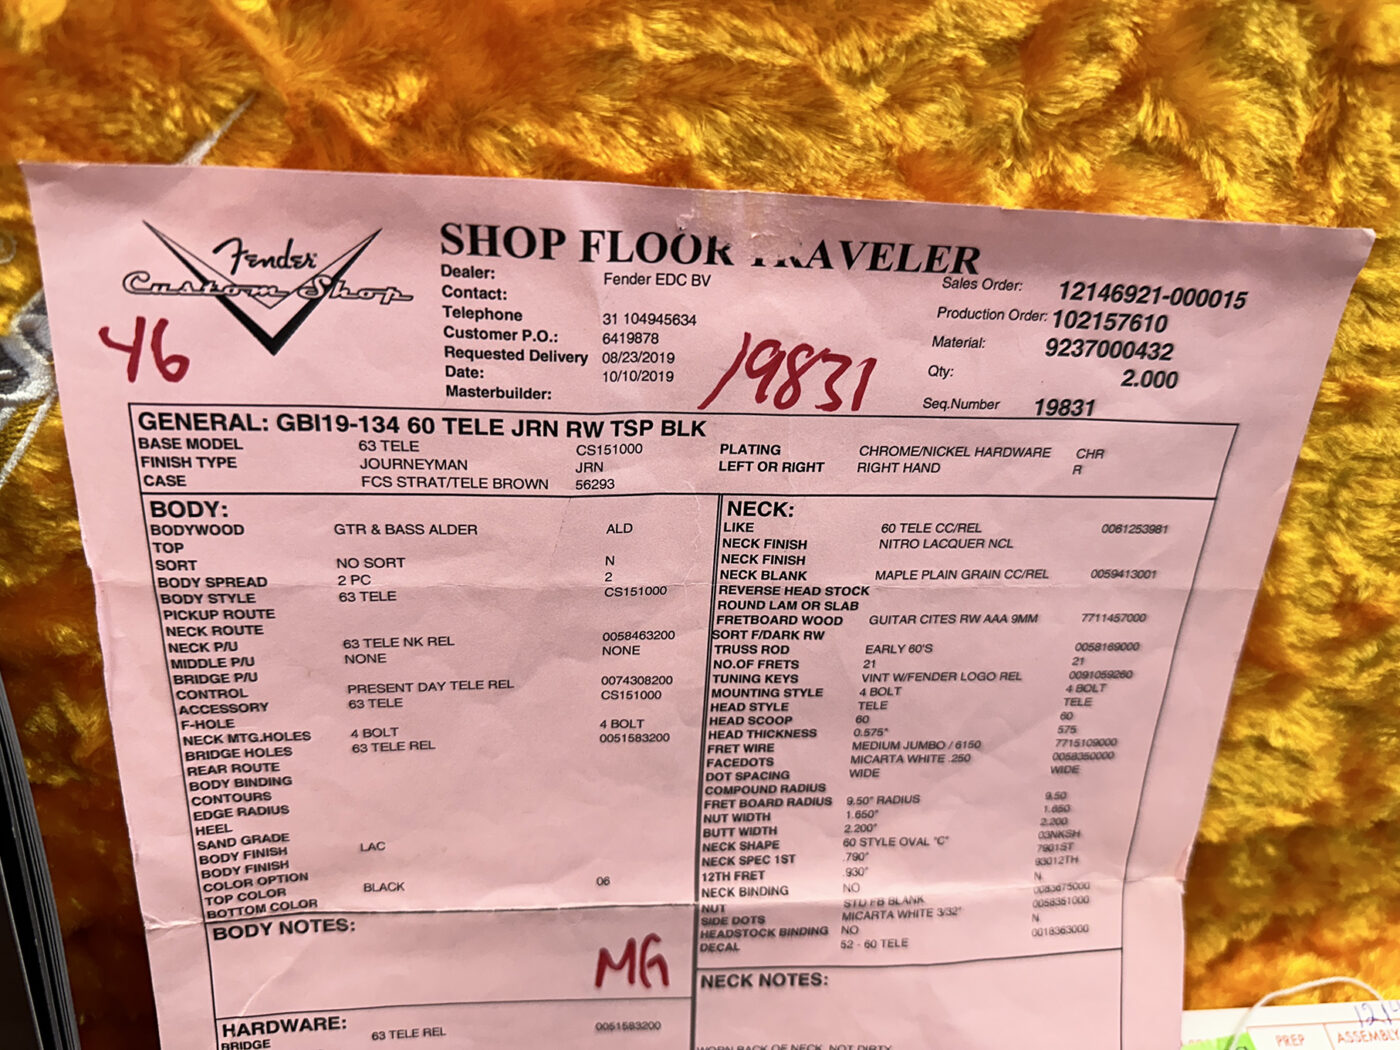 Fender
Custom Shop
SHOP FLOOR TRAVELER
Dealer: Fender EDC BV
Contact:
Telephone 31 104945634
Customer P.O.: 6419878
Requested Delivery 08/23/2019
Date: 10/10/2019
Masterbuilder:
Sales Order: 12146921-000015
Production Order: 102157610
Material: 9237000432
Qty: 2.000
Seq.Number 19831
46
19831
GENERAL: GBI19-134 60 TELE JRN RW TSP BLK
BASE MODEL 63 TELE CS151000
FINISH TYPE JOURNEYMAN JRN
CASE FCS STRAT/TELE BROWN 56293
PLATING CHROME/NICKEL HARDWARE CHR
LEFT OR RIGHT RIGHT HAND R
BODY:
BODYWOOD GTR & BASS ALDER ALD
TOP
SORT NO SORT N
BODY SPREAD 2 PC 2
BODY STYLE 63 TELE CS151000
PICKUP ROUTE
NECK ROUTE
NECK P/U 63 TELE NK REL 0058463200
MIDDLE P/U NONE NONE
BRIDGE P/U PRESENT DAY TELE REL 0074308200
CONTROL 63 TELE CS151000
ACCESSORY
F-HOLE
NECK MTG.HOLES 4 BOLT 4 BOLT
BRIDGE HOLES 63 TELE REL 0051583200
REAR ROUTE
BODY BINDING
CONTOURS
EDGE RADIUS
HEEL
SAND GRADE
BODY FINISH LAC
BODY FINISH
COLOR OPTION
TOP COLOR BLACK 06
BOTTOM COLOR
BODY NOTES:
MG
HARDWARE:
BRIDGE 63 TELE REL 0051583200
NECK:
LIKE 60 TELE CC/REL 0061253981
NECK FINISH NITRO LACQUER NCL
NECK FINISH
NECK BLANK MAPLE PLAIN GRAIN CC/REL 0059413001
REVERSE HEAD STOCK
ROUND LAM OR SLAB
FRETBOARD WOOD GUITAR CITES RW AAA 9MM 7711457000
SORT F/DARK RW
TRUSS ROD EARLY 60'S 0058169000
NO.OF FRETS 21 21
TUNING KEYS VINT W/FENDER LOGO REL 0091059260
MOUNTING STYLE 4 BOLT 4 BOLT
HEAD STYLE TELE TELE
HEAD SCOOP 60 60
HEAD THICKNESS 0.575" 575
FRET WIRE MEDIUM JUMBO / 6150 7715109000
FACEDOTS MICARTA WHITE .250 0058350000
DOT SPACING WIDE WIDE
COMPOUND RADIUS
FRET BOARD RADIUS 9.50" RADIUS 9.50
NUT WIDTH 1.650" 1.650
BUTT WIDTH 2.200" 2.200
NECK SHAPE 60 STYLE OVAL "C" 03NKSH
NECK SPEC 1ST .790" 7901ST
12TH FRET .930" 93012TH
NECK BINDING NO N
NUT STD FB BLANK 0083675000
SIDE DOTS MICARTA WHITE 3/32" 0058351000
HEADSTOCK BINDING NO N
DECAL 52 - 60 TELE 0018363000
NECK NOTES:
WORN BACK OF NECK, NOT DIRTY
PREP
ASSEMBLY